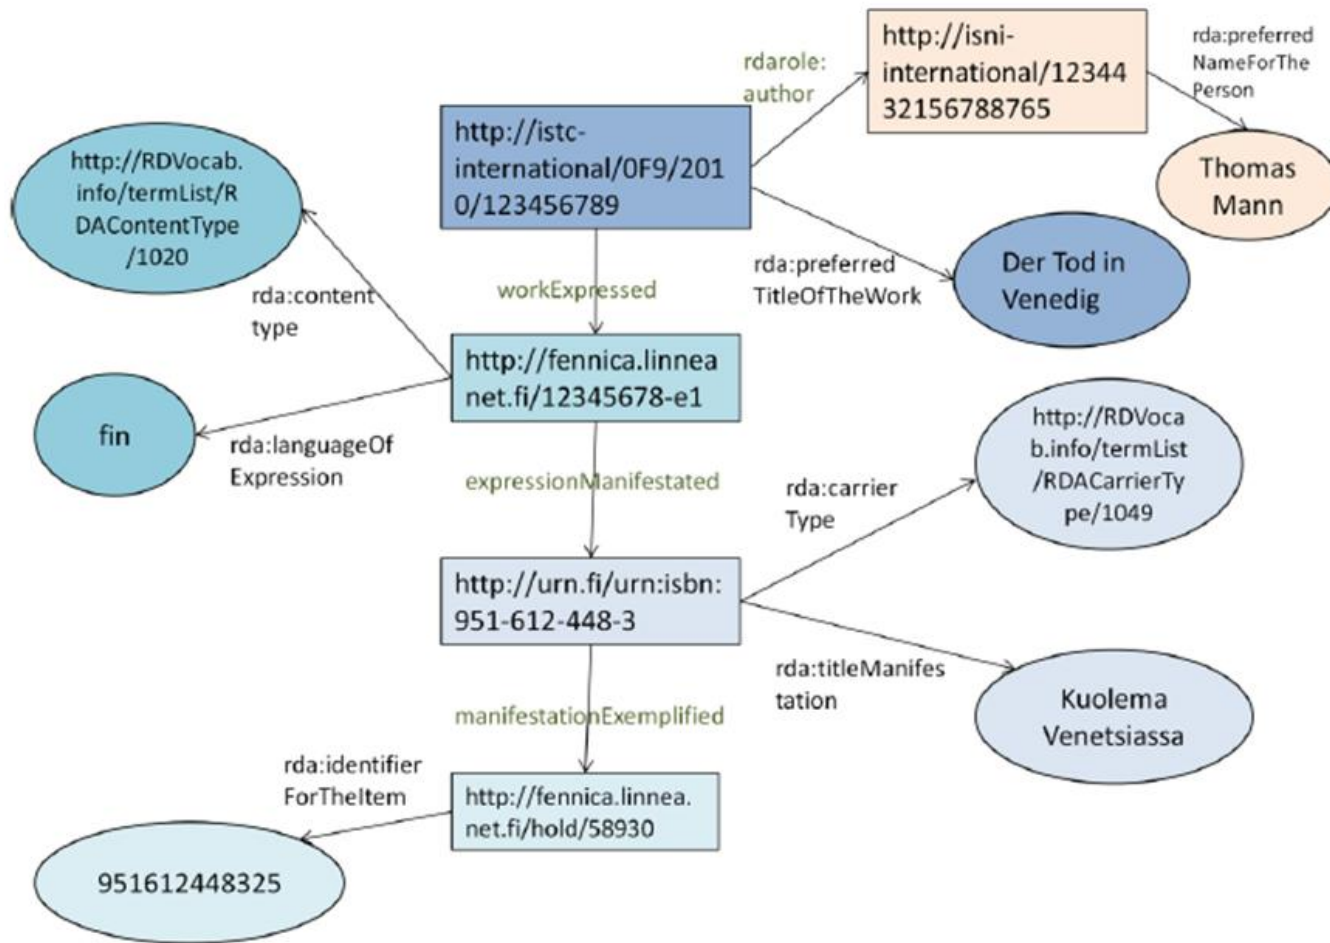 http://isni-
international/12344
32156788765
rda:preferred
NameForThe
Person
rdarole:
author
http://istc-
international/0F9/201
0/123456789
Thomas
Mann
http://RDVocab.
info/termList/R
DAContentType
/1020
rda:content
type
workExpressed
rda:preferred
TitleOfTheWork
Der Tod in
Venedig
http://fennica.linnea
net.fi/12345678-e1
fin
rda:languageOf
Expression
expressionManifestated
http://RDVoca
b.info/termList
/RDACarrierTy
pe/1049
rda:carrier
Type
http://urn.fi/urn:isbn:
951-612-448-3
rda:titleManifes
tation
Kuolema
Venetsiassa
manifestationExemplified
rda:identifier
ForTheItem
http://fennica.linnea.
net.fi/hold/58930
951612448325